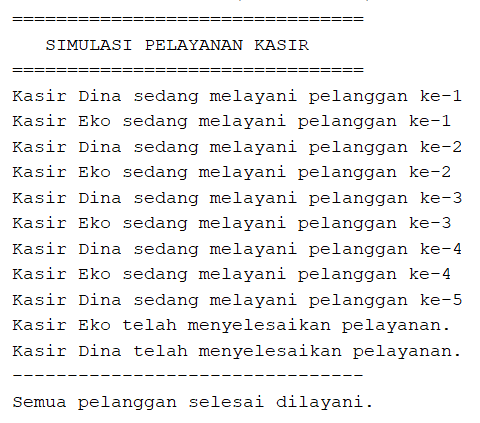 ================================
   SIMULASI PELAYANAN KASIR
================================
Kasir Dina sedang melayani pelanggan ke-1
Kasir Eko sedang melayani pelanggan ke-1
Kasir Dina sedang melayani pelanggan ke-2
Kasir Eko sedang melayani pelanggan ke-2
Kasir Dina sedang melayani pelanggan ke-3
Kasir Eko sedang melayani pelanggan ke-3
Kasir Dina sedang melayani pelanggan ke-4
Kasir Eko sedang melayani pelanggan ke-4
Kasir Dina sedang melayani pelanggan ke-5
Kasir Eko telah menyelesaikan pelayanan.
Kasir Dina telah menyelesaikan pelayanan.
--------------------------------
Semua pelanggan selesai dilayani.